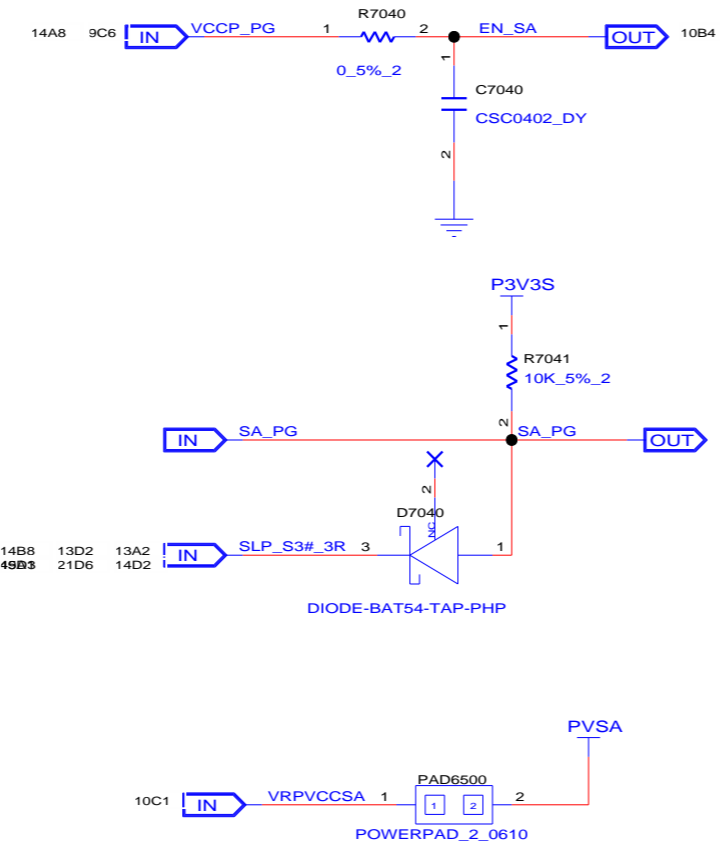 R7040
14A8 9C6 IN VCCP_PG 1 2 EN_SA OUT 10B4
0_5%_2
1
C7040
CSC0402_DY
2
P3V3S
1
R7041
10K_5%_2
2
IN SA_PG SA_PG OUT
2
D7040
NC
14B8 13D2 13A2 IN SLP_S3#_3R 3 1
21D6 14D2
DIODE-BAT54-TAP-PHP
PVSA
PAD6500
10C1 IN VRPVCCSA 1 1 2 2
POWERPAD_2_0610